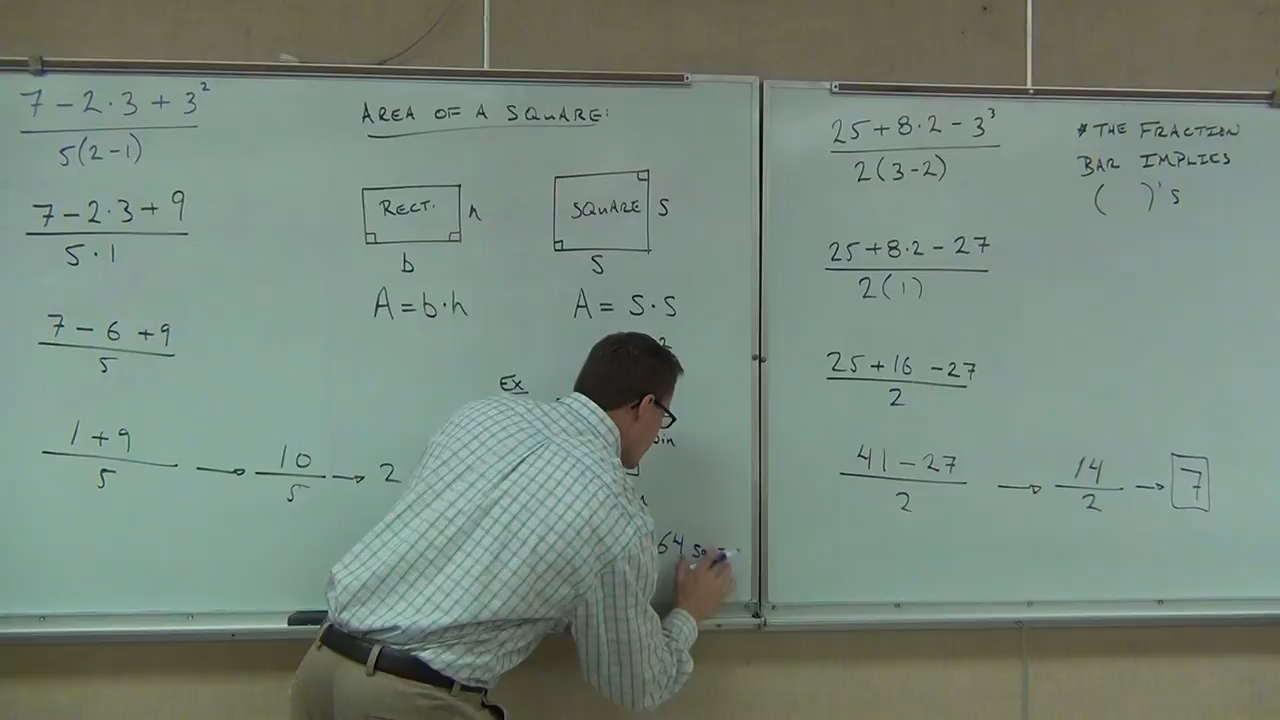 7 - 2 · 3 + 3²
5(2 - 1)
7 - 2 · 3 + 9
5 · 1
7 - 6 + 9
5
1 + 9
5
→ 10
5
→ 2
AREA OF A SQUARE:
RECT.
h
b
A = b · h
SQUARE
S
S
A = S · S
2
Ex
in
64
25 + 8 · 2 - 3³
2(3 - 2)
25 + 8 · 2 - 27
2(1)
25 + 16 - 27
2
41 - 27
2
→ 14
2
→ 7
* THE FRACTION
BAR IMPLIES
( )'s